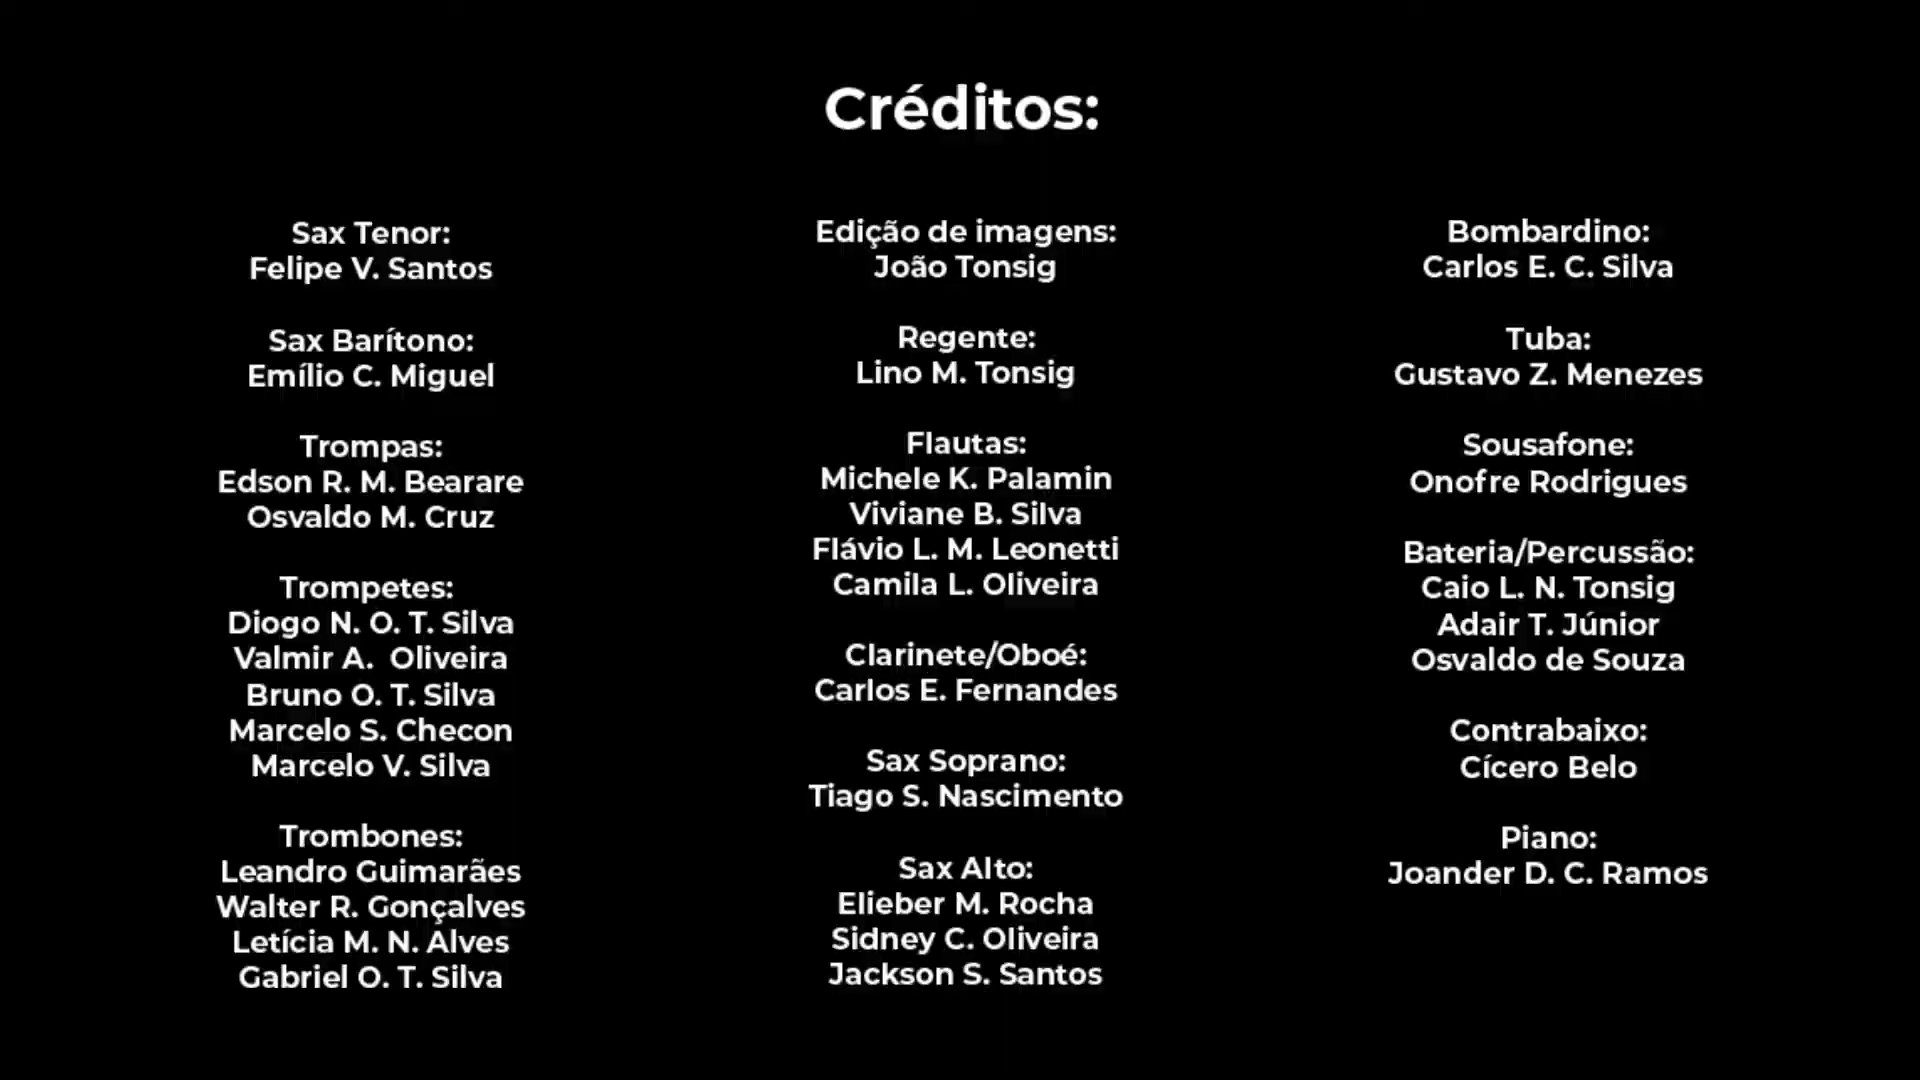 Créditos:
Sax Tenor:
Felipe V. Santos
Sax Barítono:
Emílio C. Miguel
Trompas:
Edson R. M. Bearare
Osvaldo M. Cruz
Trompetes:
Diogo N. O. T. Silva
Valmir A. Oliveira
Bruno O. T. Silva
Marcelo S. Checon
Marcelo V. Silva
Trombones:
Leandro Guimarães
Walter R. Gonçalves
Letícia M. N. Alves
Gabriel O. T. Silva
Edição de imagens:
João Tonsig
Regente:
Lino M. Tonsig
Flautas:
Michele K. Palamin
Viviane B. Silva
Flávio L. M. Leonetti
Camila L. Oliveira
Clarinete/Oboé:
Carlos E. Fernandes
Sax Soprano:
Tiago S. Nascimento
Sax Alto:
Elieber M. Rocha
Sidney C. Oliveira
Jackson S. Santos
Bombardino:
Carlos E. C. Silva
Tuba:
Gustavo Z. Menezes
Sousafone:
Onofre Rodrigues
Bateria/Percussão:
Caio L. N. Tonsig
Adair T. Júnior
Osvaldo de Souza
Contrabaixo:
Cícero Belo
Piano:
Joander D. C. Ramos